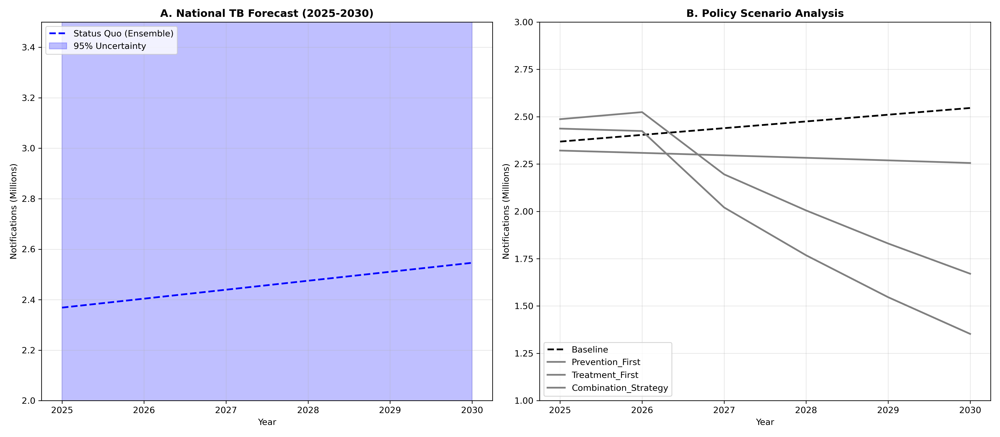 A. National TB Forecast (2025-2030)
Status Quo (Ensemble)
95% Uncertainty
Notifications (Millions)
3.4
3.2
3.0
2.8
2.6
2.4
2.2
2.0
2025 2026 2027 2028 2029 2030
Year
B. Policy Scenario Analysis
Notifications (Millions)
3.00
2.75
2.50
2.25
2.00
1.75
1.50
1.25
1.00
Baseline
Prevention_First
Treatment_First
Combination_Strategy
2025 2026 2027 2028 2029 2030
Year